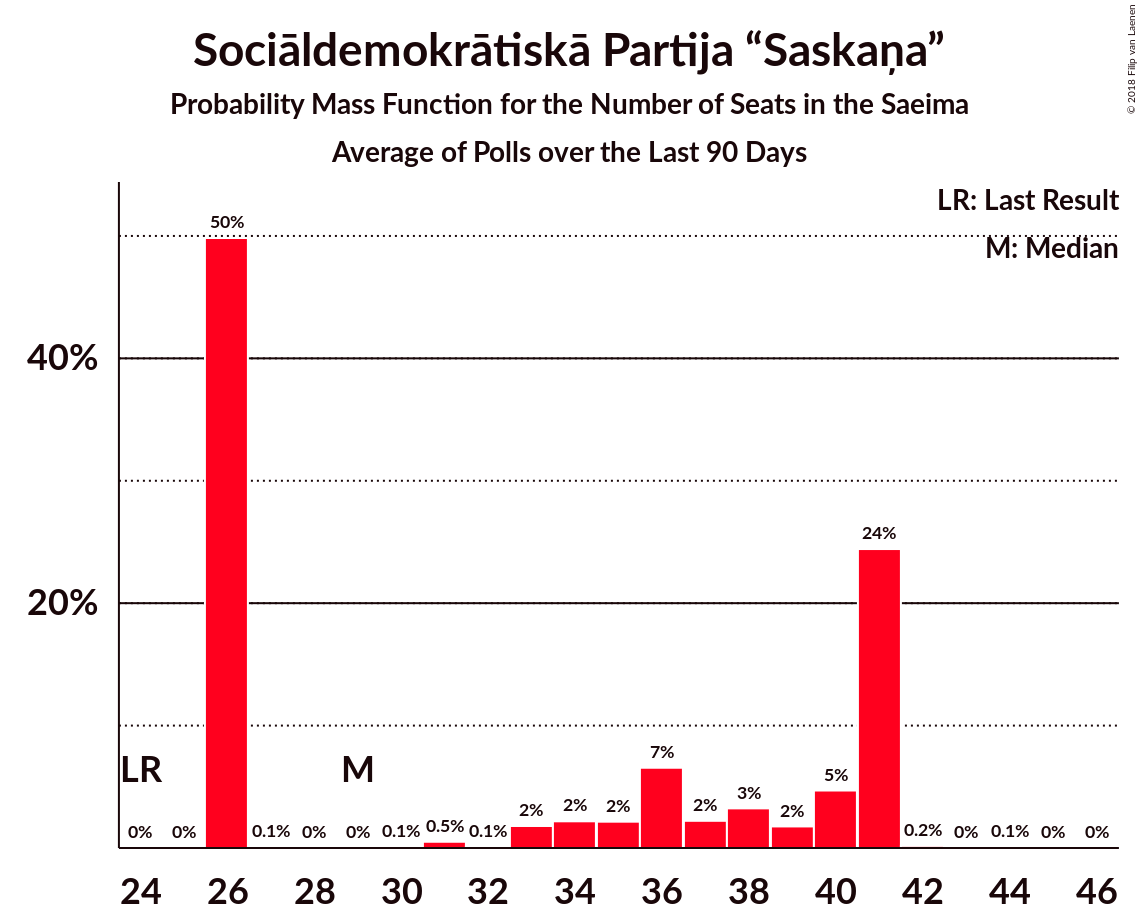 Sociāldemokrātiskā Partija “Saskaņa”
Probability Mass Function for the Number of Seats in the Saeima
Average of Polls over the Last 90 Days
© 2018 Filip van Laenen
LR: Last Result
M: Median
40%
20%
LR
M
0%
0%
50%
0.1%
0%
0%
0.1%
0.5%
0.1%
2%
2%
2%
7%
2%
3%
2%
5%
24%
0.2%
0%
0.1%
0%
0%
24 26 28 30 32 34 36 38 40 42 44 46